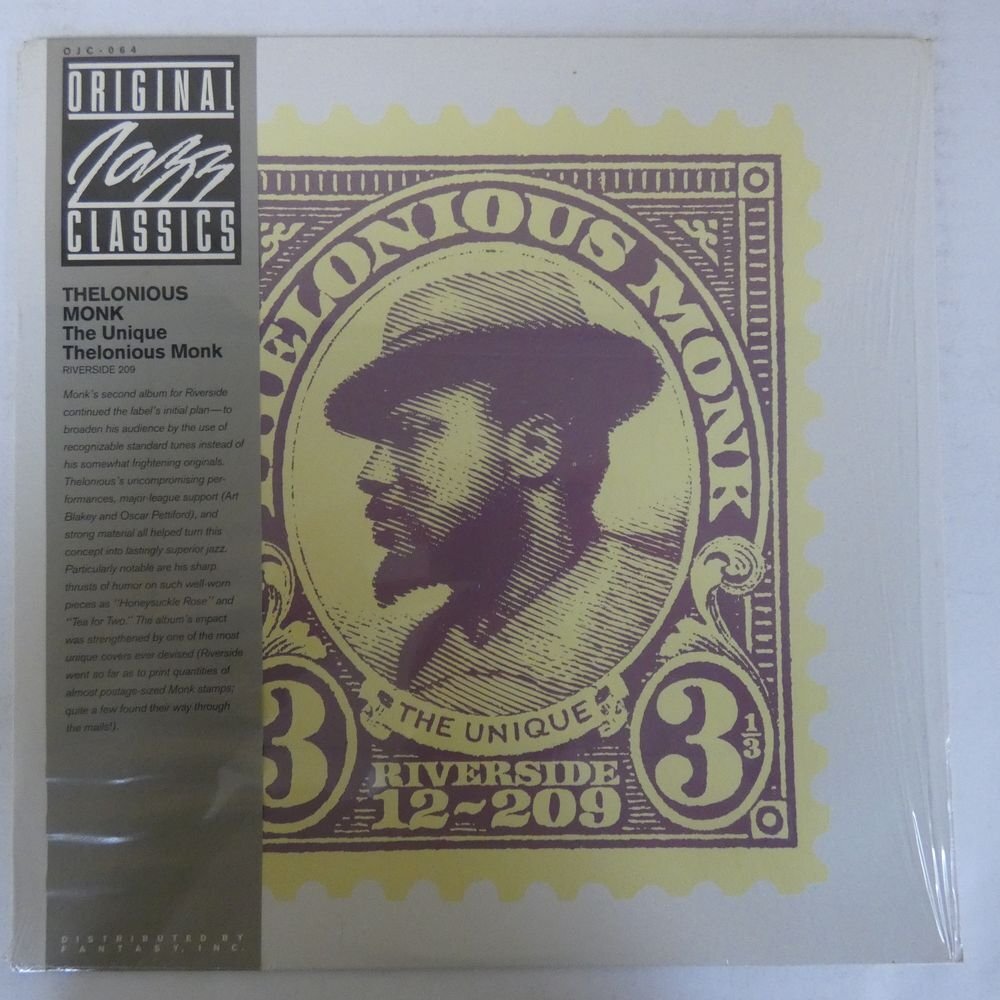 OJC-064
ORIGINAL
Jazz
CLASSICS
THELONIOUS
MONK
The Unique
Thelonious Monk
RIVERSIDE 209
Monk's second album for Riverside
continued the label's initial plan—to
broaden his audience by the use of
recognizable standard tunes instead of
his somewhat frightening originals.
Thelonious's uncompromising per-
formances, major-league support (Art
Blakey and Oscar Pettiford), and
strong material all helped turn this
concept into lastingly superior jazz.
Particularly notable are his sharp
thrusts of humor on such well-worn
pieces as "Honeysuckle Rose" and
"Tea for Two." The album's impact
was strengthened by one of the most
unique covers ever devised (Riverside
went so far as to print quantities of
almost postage-sized Monk stamps;
quite a few found their way through
the mails!).
DISTRIBUTED BY
FANTASY, INC.
THELONIOUS MONK
THE UNIQUE
RIVERSIDE
12~209
3
3 1/3